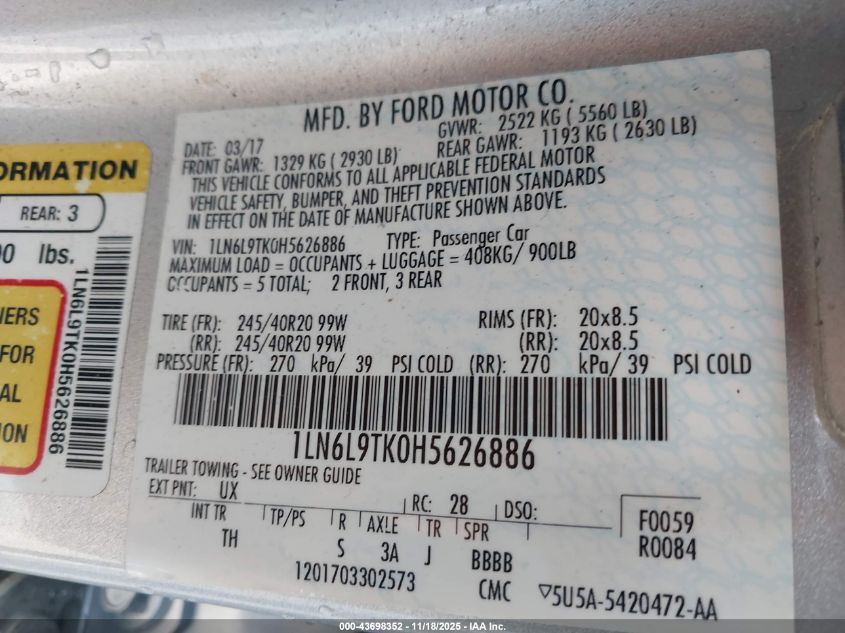 ORMATION
REAR: 3
00 lbs.
IERS
FOR
AL
ION
1LN6L9TK0H5626886
MFD. BY FORD MOTOR CO.
DATE: 03/17 GVWR: 2522 KG ( 5560 LB)
FRONT GAWR: 1329 KG ( 2930 LB) REAR GAWR: 1193 KG ( 2630 LB)
THIS VEHICLE CONFORMS TO ALL APPLICABLE FEDERAL MOTOR
VEHICLE SAFETY, BUMPER, AND THEFT PREVENTION STANDARDS
IN EFFECT ON THE DATE OF MANUFACTURE SHOWN ABOVE.
VIN: 1LN6L9TK0H5626886 TYPE: Passenger Car
MAXIMUM LOAD = OCCUPANTS + LUGGAGE = 408KG/ 900LB
OCCUPANTS = 5 TOTAL; 2 FRONT, 3 REAR
TIRE (FR): 245/40R20 99W RIMS (FR): 20x8.5
(RR): 245/40R20 99W (RR): 20x8.5
PRESSURE (FR): 270 kPa/ 39 PSI COLD (RR): 270 kPa/ 39 PSI COLD
1LN6L9TK0H5626886
TRAILER TOWING - SEE OWNER GUIDE
EXT PNT: UX RC: 28 DSO: F0059
INT TR TP/PS R AXLE TR SPR R0084
TH S 3A J BBBB
1201703302573 CMC ▽5U5A-5420472-AA
000-43698352 - 11/18/2025 - IAA Inc.